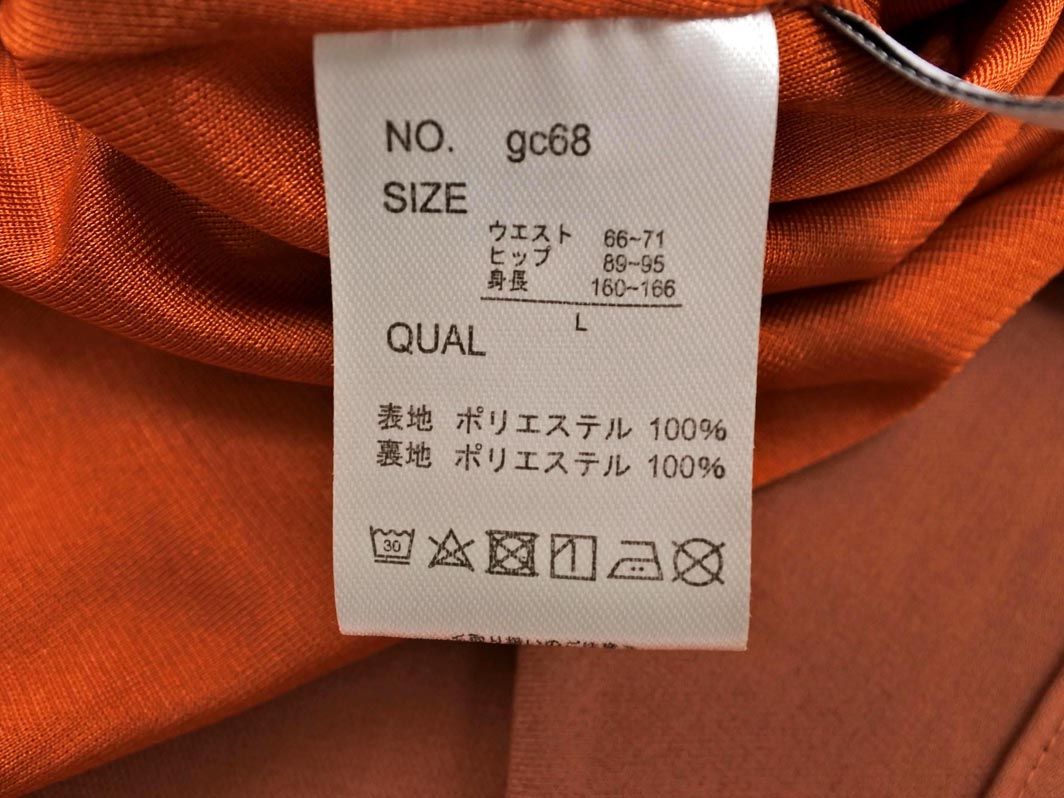 NO. gc68
SIZE
ウエスト 66~71
ヒップ 89~95
身長 160~166
L
QUAL
表地 ポリエステル 100%
裏地 ポリエステル 100%
30